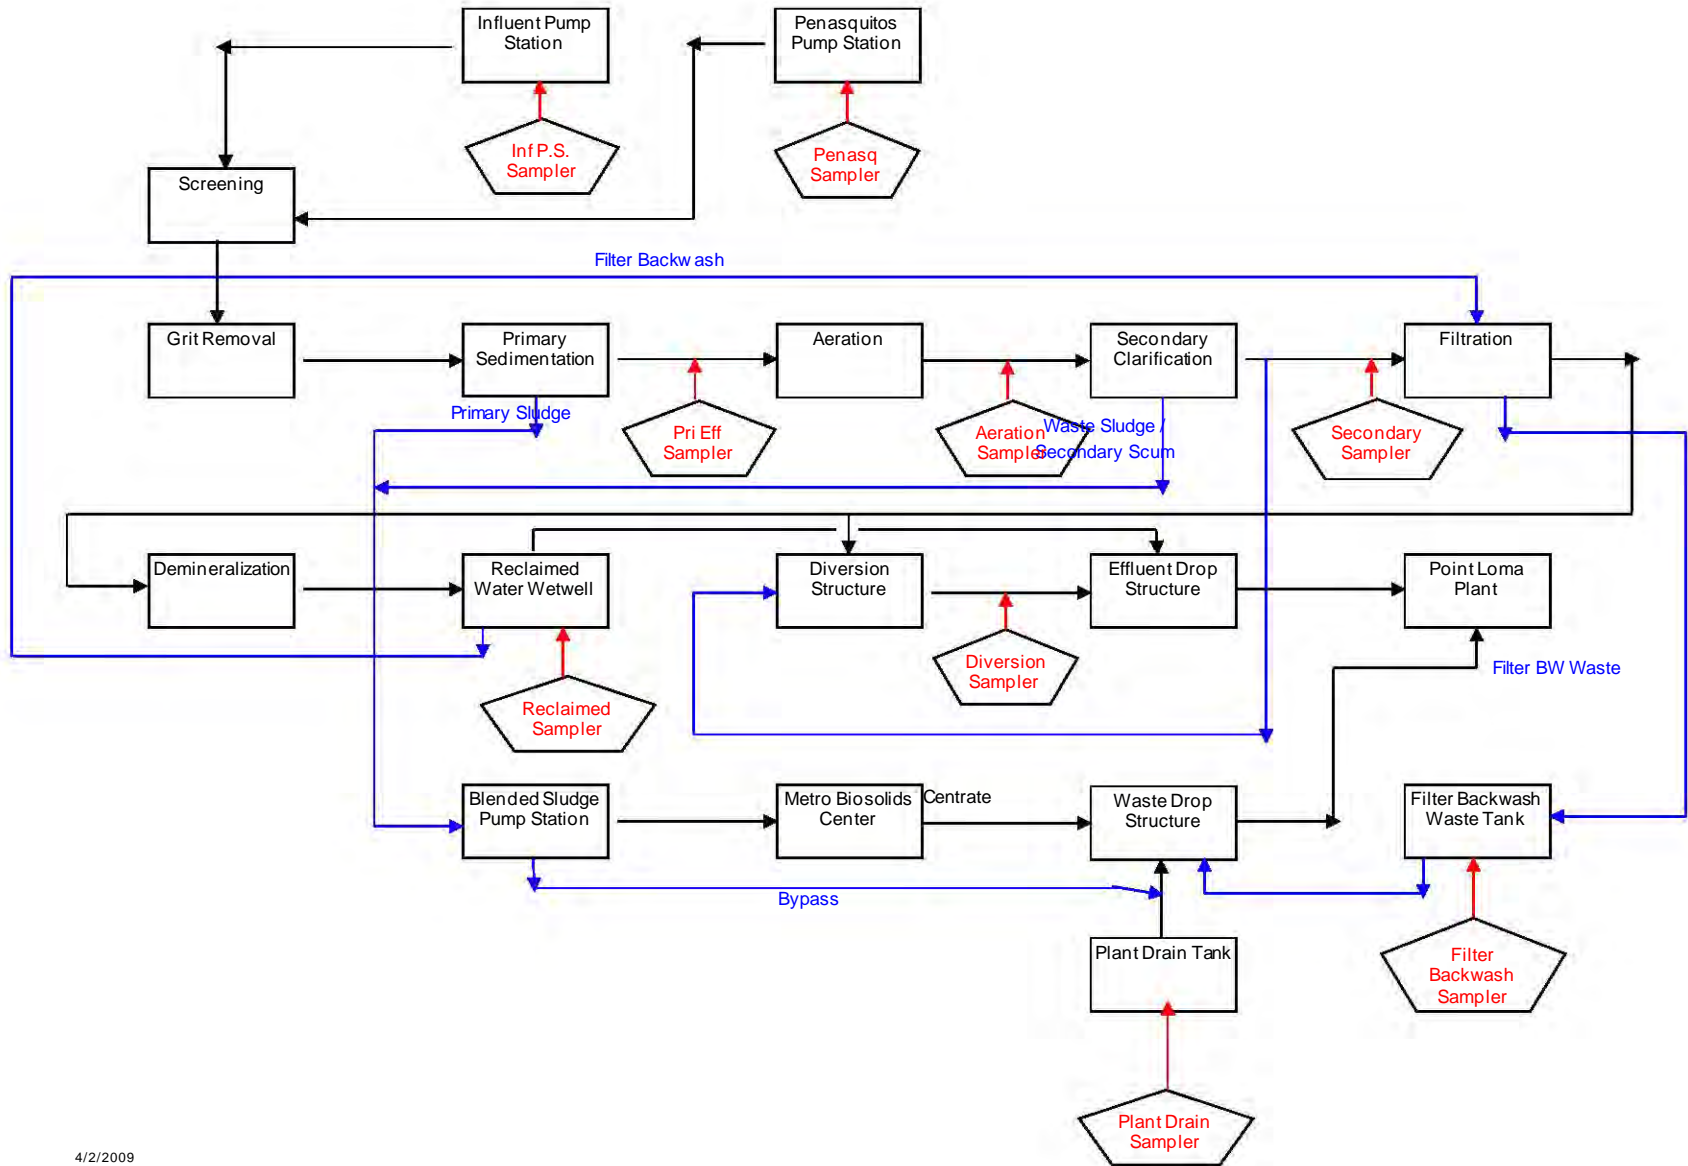 Influent Pump
Station
Penasquitos
Pump Station
Inf P.S.
Sampler
Penasq
Sampler
Screening
Filter Backwash
Grit Removal
Primary
Sedimentation
Aeration
Secondary
Clarification
Filtration
Primary Sludge
Pri Eff
Sampler
Aeration
Sampler
Waste Sludge /
Secondary Scum
Secondary
Sampler
Demineralization
Reclaimed
Water Wetwell
Diversion
Structure
Effluent Drop
Structure
Point Loma
Plant
Diversion
Sampler
Filter BW Waste
Reclaimed
Sampler
Blended Sludge
Pump Station
Metro Biosolids
Center
Centrate
Waste Drop
Structure
Filter Backwash
Waste Tank
Bypass
Plant Drain Tank
Filter
Backwash
Sampler
Plant Drain
Sampler
4/2/2009